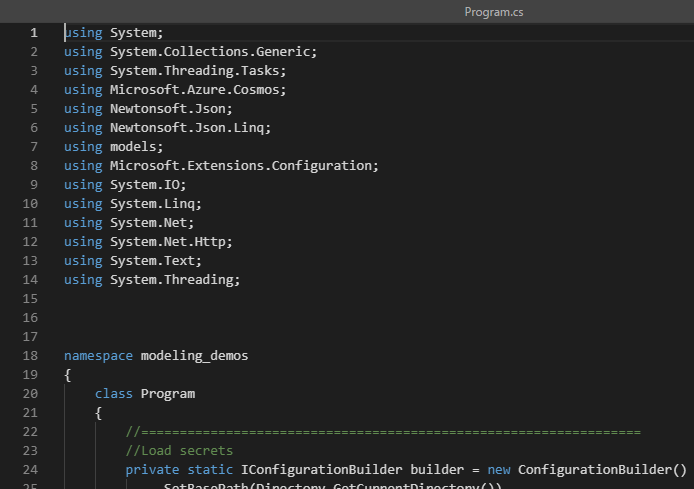 Program.cs
1 using System;
2 using System.Collections.Generic;
3 using System.Threading.Tasks;
4 using Microsoft.Azure.Cosmos;
5 using Newtonsoft.Json;
6 using Newtonsoft.Json.Linq;
7 using models;
8 using Microsoft.Extensions.Configuration;
9 using System.IO;
10 using System.Linq;
11 using System.Net;
12 using System.Net.Http;
13 using System.Text;
14 using System.Threading;
15
16
17
18 namespace modeling_demos
19 {
20 class Program
21 {
22 //=================================================================
23 //Load secrets
24 private static IConfigurationBuilder builder = new ConfigurationBuilder()
25 .SetBasePath(Directory.GetCurrentDirectory())